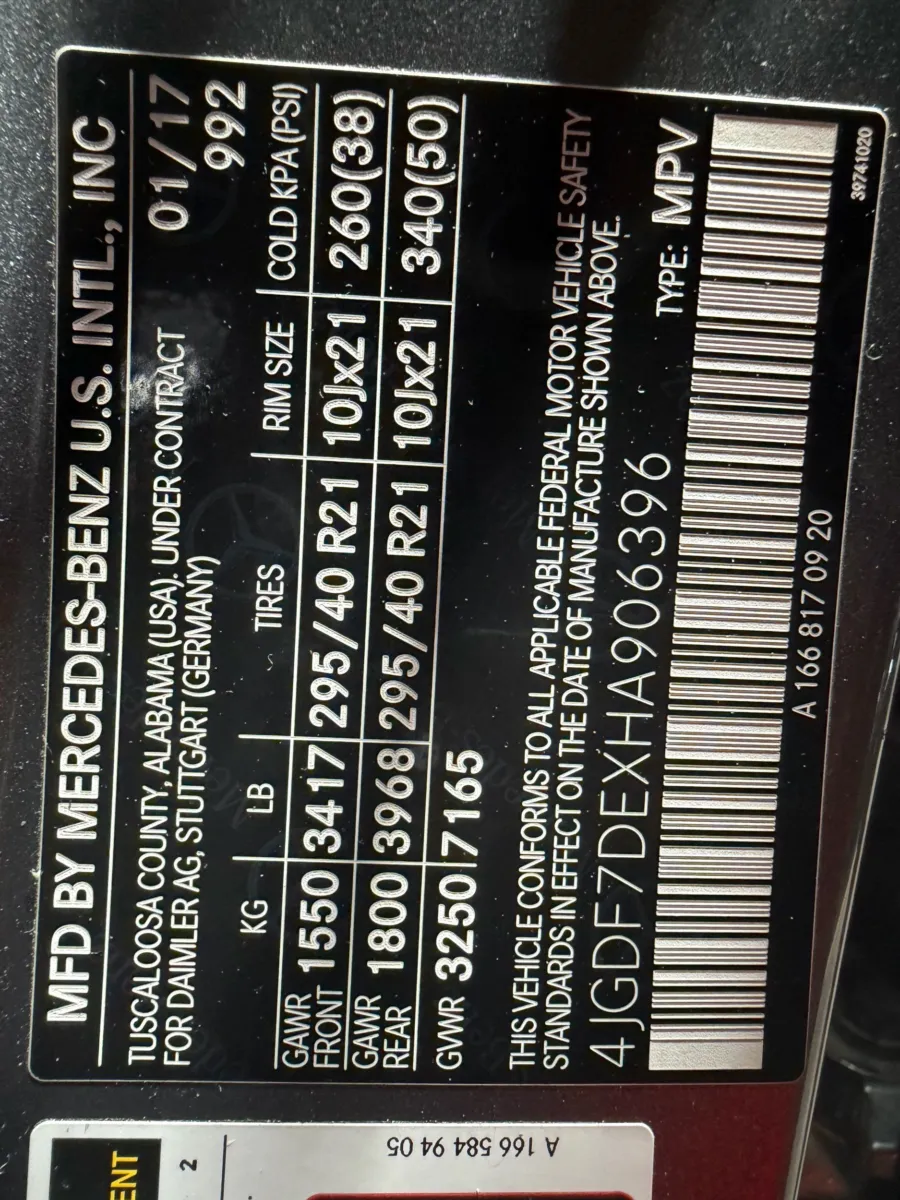 MFD BY MERCEDES-BENZ U.S. INTL., INC
TUSCALOOSA COUNTY, ALABAMA (USA). UNDER CONTRACT 01/17
FOR DAIMLER AG, STUTTGART (GERMANY) 992
KG LB TIRES RIM SIZE COLD KPA(PSI)
GAWR FRONT 1550 3417 295/40 R21 10Jx21 260(38)
GAWR REAR 1800 3968 295/40 R21 10Jx21 340(50)
GWWR 3250 7165
THIS VEHICLE CONFORMS TO ALL APPLICABLE FEDERAL MOTOR VEHICLE SAFETY
STANDARDS IN EFFECT ON THE DATE OF MANUFACTURE SHOWN ABOVE.
4JGDF7DEXHA906396 TYPE: MPV
A 166 817 09 20
39741020
A 166 584 94 05
2
ENT